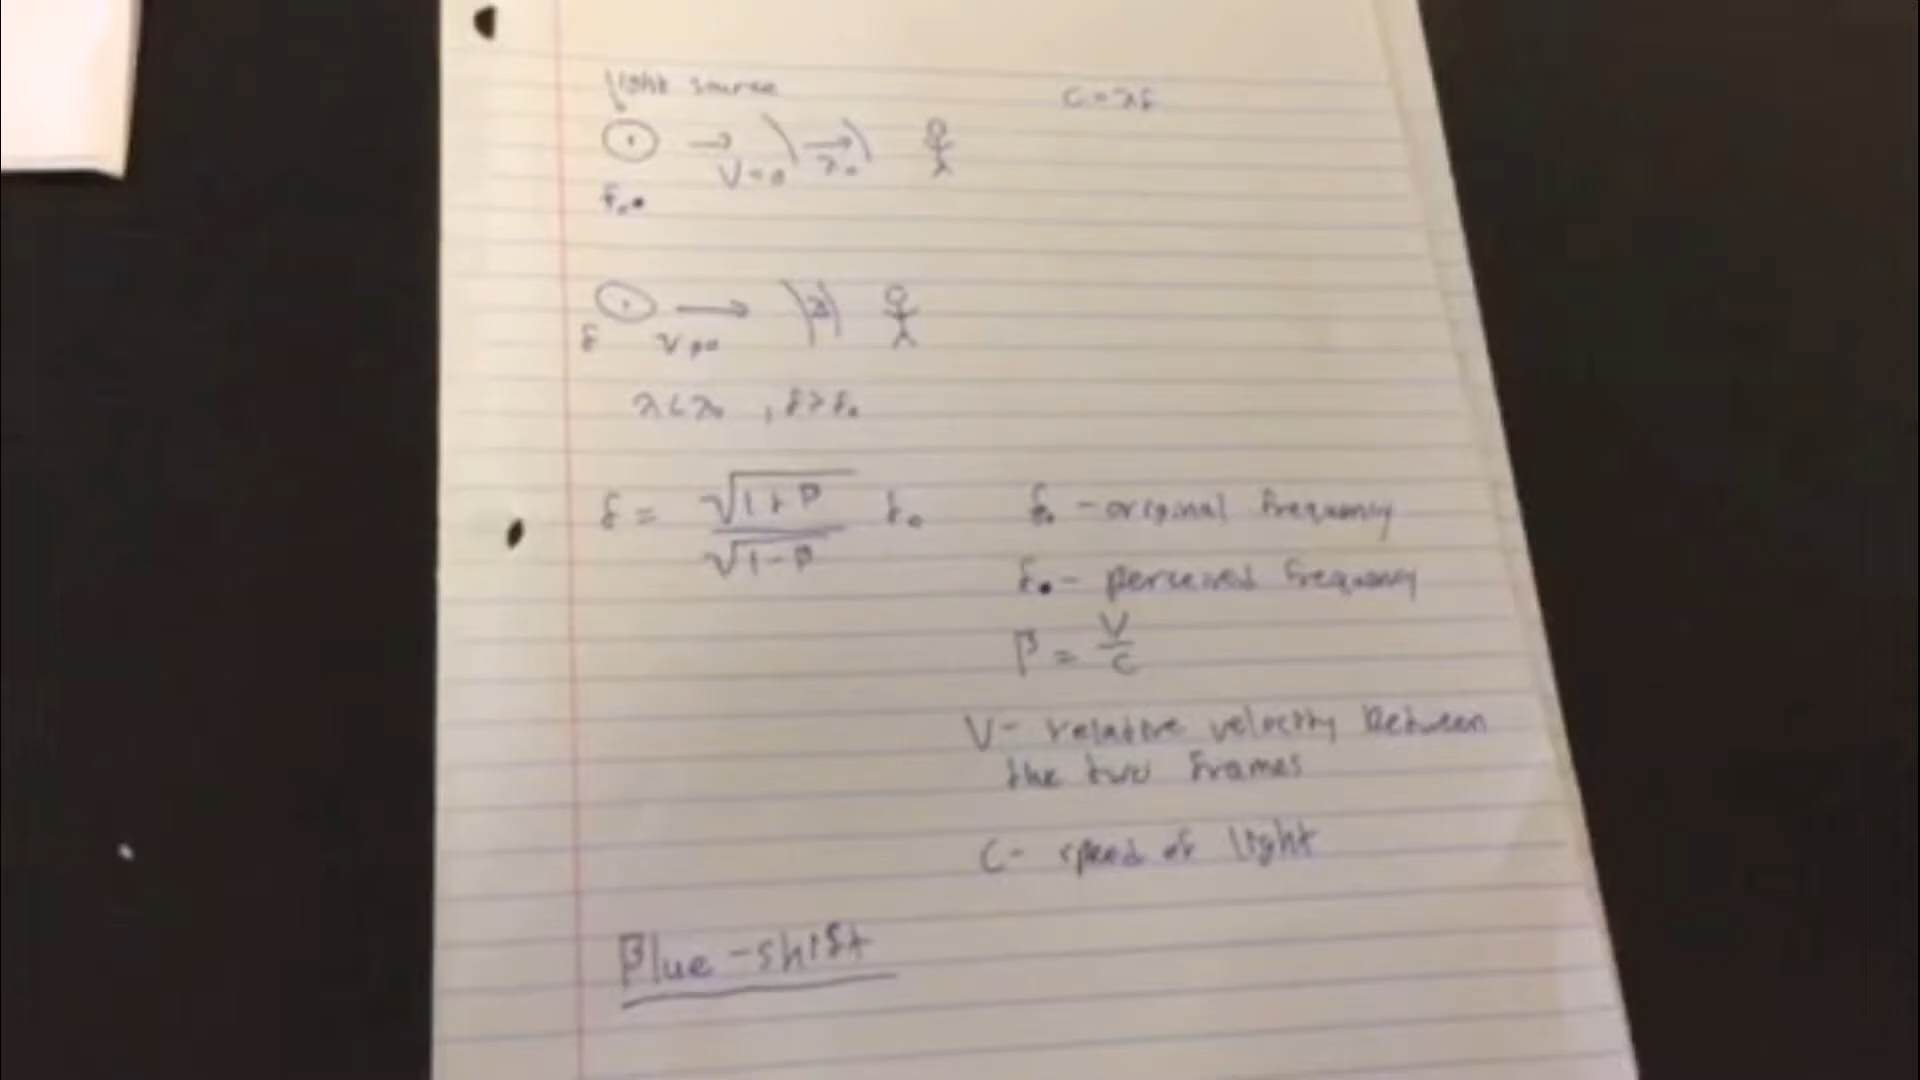 light source
c = λf
V=0
λ₀
f₀
λ
f
V>0
λ<λ₀ , f>f₀
f = √1+β / √1-β f₀
f₀ - original frequency
f - perceived frequency
β = V/c
V- relative velocity between
the two frames
C- speed of light
Blue-shift